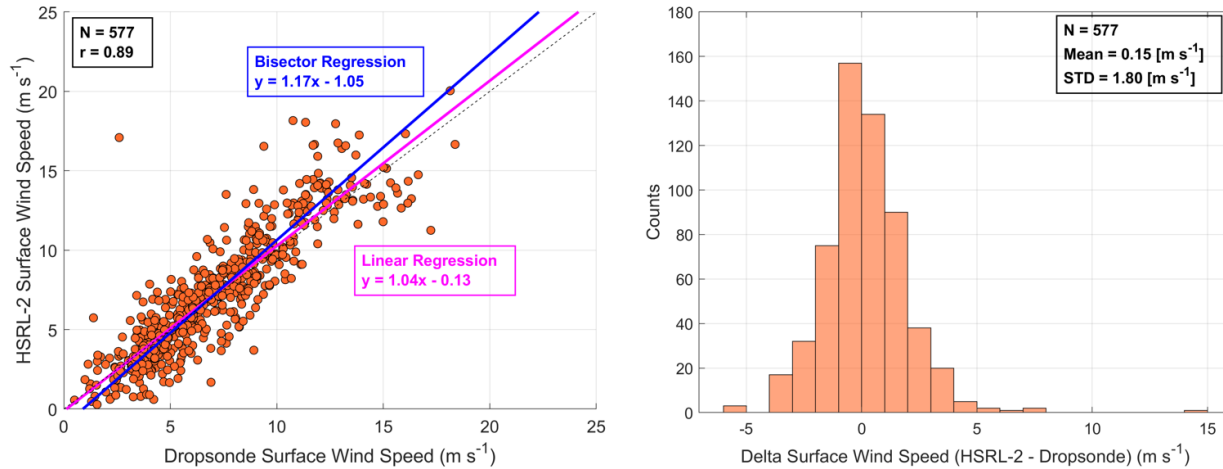 N = 577
r = 0.89
Bisector Regression
y = 1.17x - 1.05
Linear Regression
y = 1.04x - 0.13
HSRL-2 Surface Wind Speed (m s⁻¹)
25
20
15
10
5
0
0 5 10 15 20 25
Dropsonde Surface Wind Speed (m s⁻¹)
N = 577
Mean = 0.15 [m s⁻¹]
STD = 1.80 [m s⁻¹]
Counts
180
160
140
120
100
80
60
40
20
0
-5 0 5 10 15
Delta Surface Wind Speed (HSRL-2 - Dropsonde) (m s⁻¹)